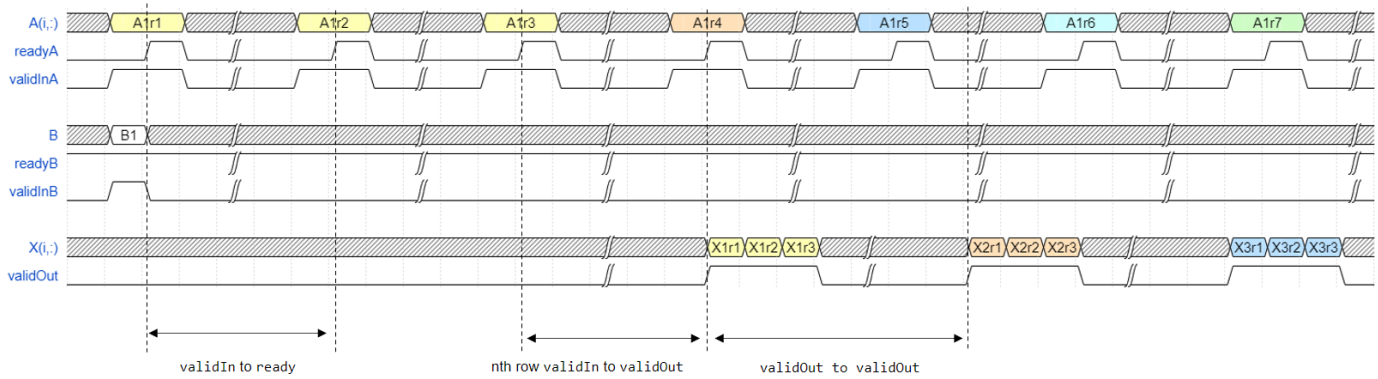 A(i,:) A1r1 A1r2 A1r3 A1r4 A1r5 A1r6 A1r7
readyA
validInA
B B1
readyB
validInB
X(i,:) X1r1 X1r2 X1r3 X2r1 X2r2 X2r3 X3r1 X3r2 X3r3
validOut
validIn to ready nth row validIn to validOut validOut to validOut